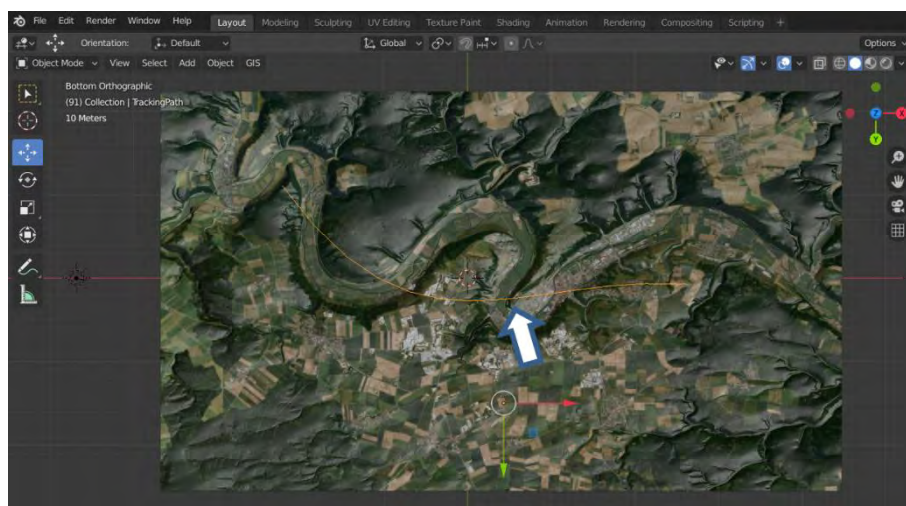 File Edit Render Window Help Layout Modeling Sculpting UV Editing Texture Paint Shading Animation Rendering Compositing Scripting +
Orientation: Default Global Options
Object Mode View Select Add Object GIS
Bottom Orthographic
(91) Collection | TrackingPath
10 Meters
X
Z
Y